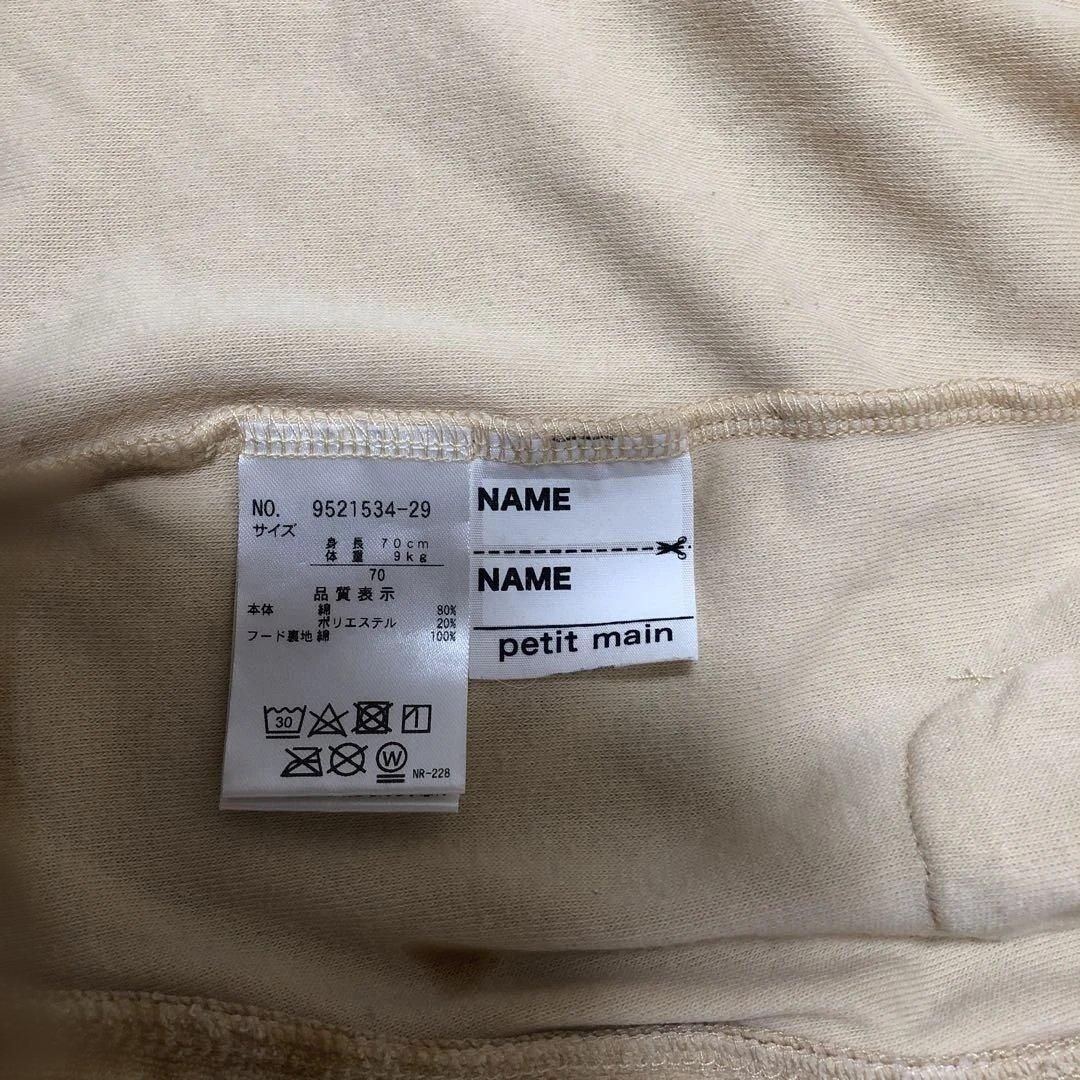 NO. 9521534-29
サイズ
身長 70cm
体重 9kg
70
品質表示
本体 綿 80%
ポリエステル 20%
フード裏地 綿 100%
30
W NR-228
NAME
NAME
petit main